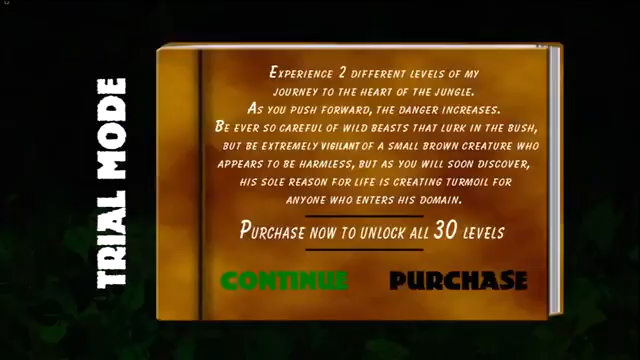 TRIAL MODE
Experience 2 different levels of my
journey to the heart of the jungle.
As you push forward, the danger increases.
Be ever so careful of wild beasts that lurk in the bush,
but be extremely vigilant of a small brown creature who
appears to be harmless, but as you will soon discover,
his sole reason for life is creating turmoil for
anyone who enters his domain.
Purchase now to unlock all 30 levels
CONTINUE PURCHASE